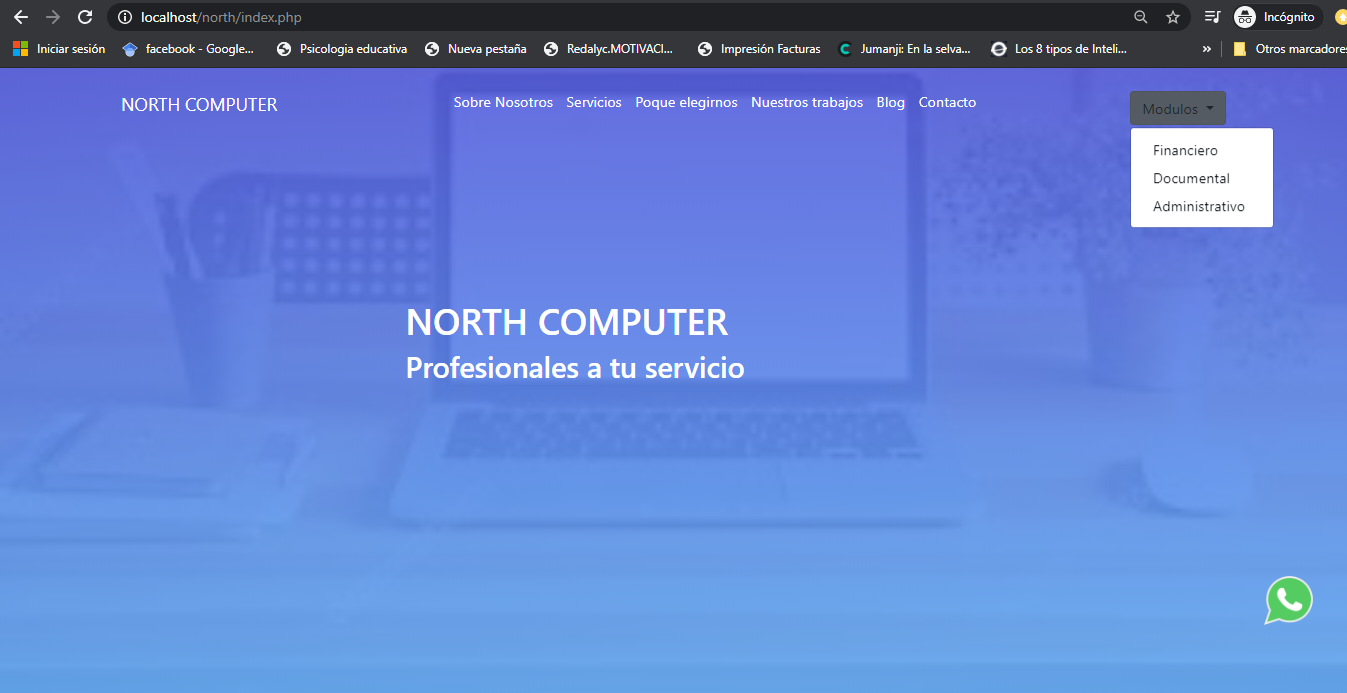 localhost/north/index.php
Incógnito
Iniciar sesión facebook - Google... Psicologia educativa Nueva pestaña Redalyc.MOTIVACI... Impresión Facturas Jumanji: En la selva... Los 8 tipos de Inteli... » Otros marcadores
NORTH COMPUTER
Sobre Nosotros Servicios Poque elegirnos Nuestros trabajos Blog Contacto
Modulos
Financiero
Documental
Administrativo
NORTH COMPUTER
Profesionales a tu servicio